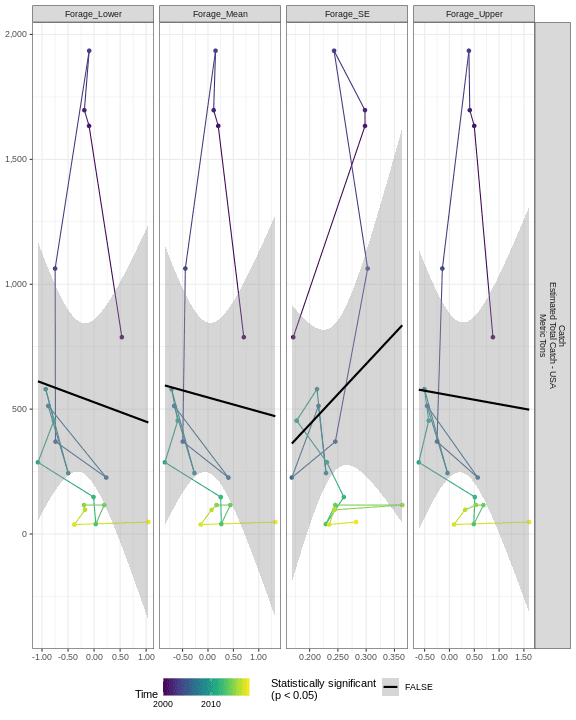 Forage_Lower Forage_Mean Forage_SE Forage_Upper
2,000
1,500
1,000
500
0
Catch
Estimated Total Catch - USA
Metric Tons
-1.00 -0.50 0.00 0.50 1.00 -0.50 0.00 0.50 1.00 0.200 0.250 0.300 0.350 -0.50 0.00 0.50 1.00 1.50
Time
2000 2010
Statistically significant
(p < 0.05)
FALSE